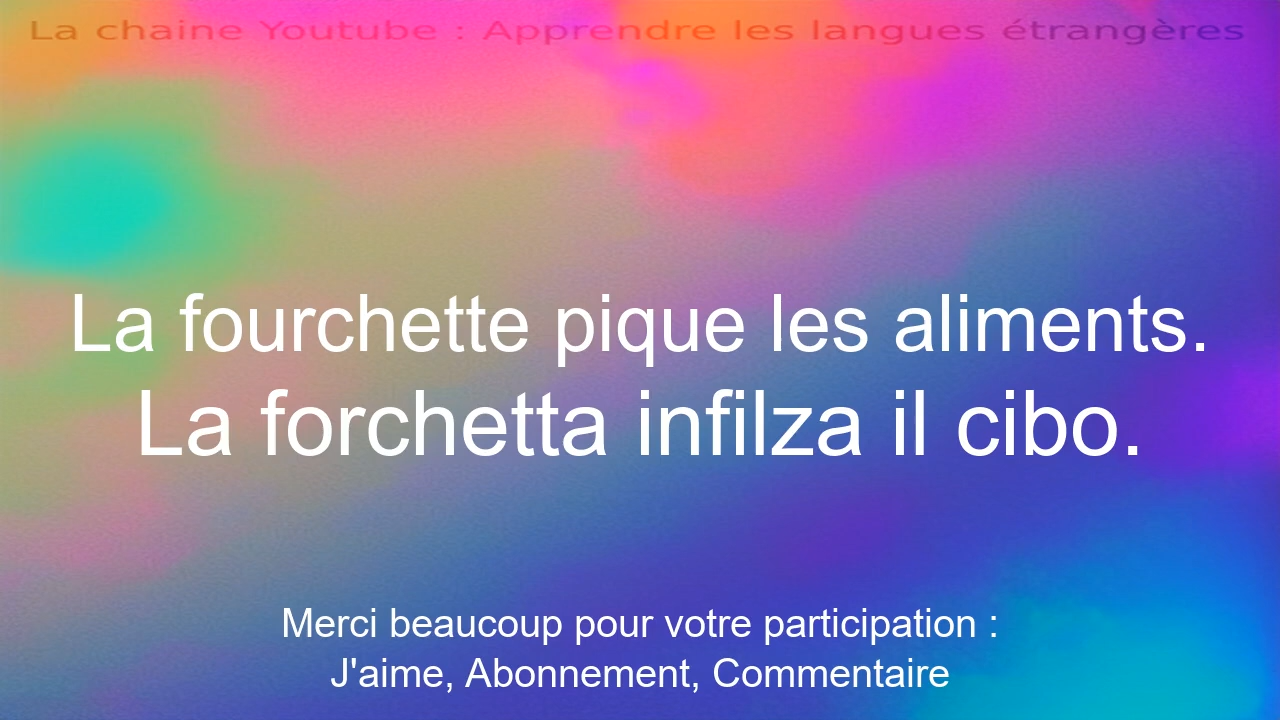 La chaine Youtube : Apprendre les langues étrangères
La fourchette pique les aliments.
La forchetta infilza il cibo.
Merci beaucoup pour votre participation :
J'aime, Abonnement, Commentaire